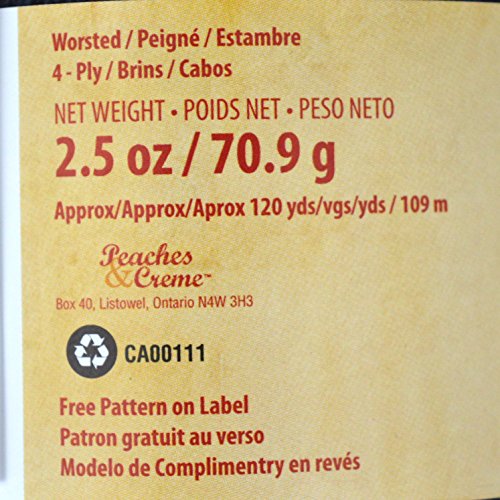 Worsted / Peigné / Estambre
4 - Ply / Brins / Cabos
NET WEIGHT • POIDS NET • PESO NETO
2.5 oz / 70.9 g
Approx/Approx/Aprox 120 yds/vgs/yds / 109 m
Peaches
& Creme™
Box 40, Listowel, Ontario N4W 3H3
CA00111
Free Pattern on Label
Patron gratuit au verso
Modelo de Complimentry en revés